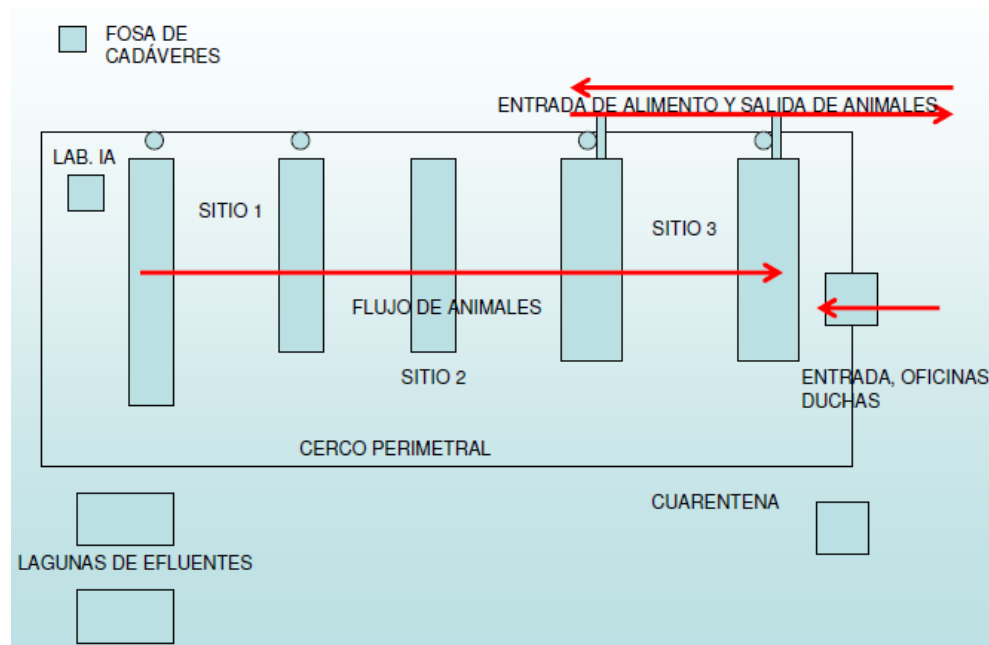 FOSA DE
CADÁVERES
ENTRADA DE ALIMENTO Y SALIDA DE ANIMALES
LAB. IA
SITIO 1
SITIO 3
FLUJO DE ANIMALES
SITIO 2
ENTRADA, OFICINAS
DUCHAS
CERCO PERIMETRAL
CUARENTENA
LAGUNAS DE EFLUENTES